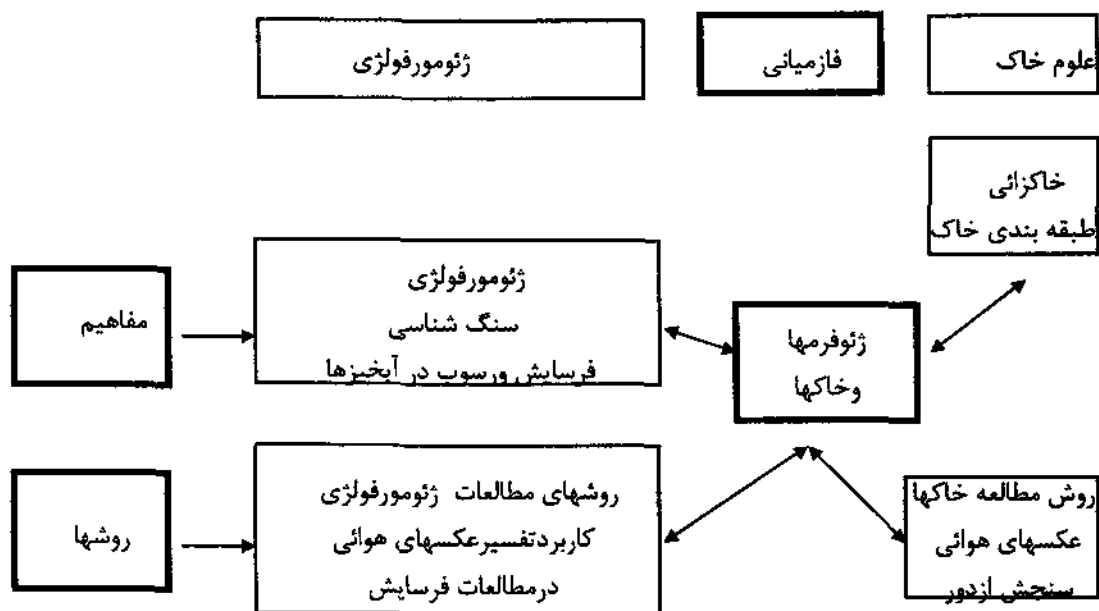 علوم خاک
فازمیانی
ژئومورفولژی
خاکزائی
طبقه بندی خاک
ژئوفرمها
وخاکها
ژئومورفولژی
سنگ شناسی
فرسایش ورسوب در آبخیزها
مفاهیم
روش مطالعه خاکها
عکسهای هوائی
سنجش ازدور
روشهای مطالعات ژئومورفولژی
کاربردتفسیرعکسهای هوائی
درمطالعات فرسایش
روشها